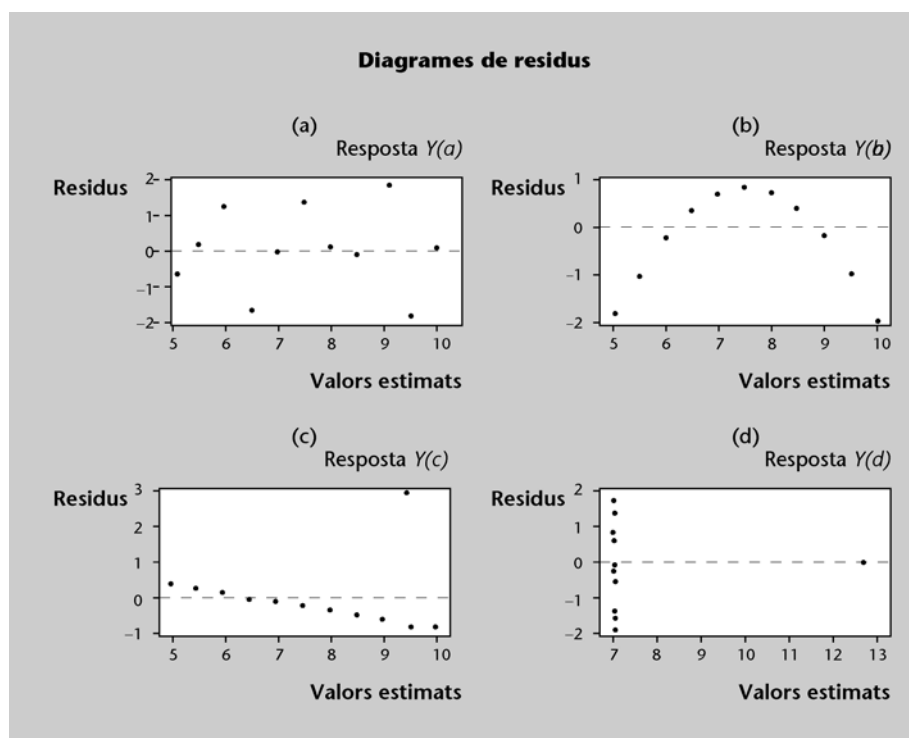 Diagrames de residus
(a)
Resposta Y(a)
Residus
2
1
0
−1
−2
5 6 7 8 9 10
Valors estimats
(b)
Resposta Y(b)
Residus
1
0
−1
−2
5 6 7 8 9 10
Valors estimats
(c)
Resposta Y(c)
Residus
3
2
1
0
−1
5 6 7 8 9 10
Valors estimats
(d)
Resposta Y(d)
Residus
2
1
0
−1
−2
7 8 9 10 11 12 13
Valors estimats